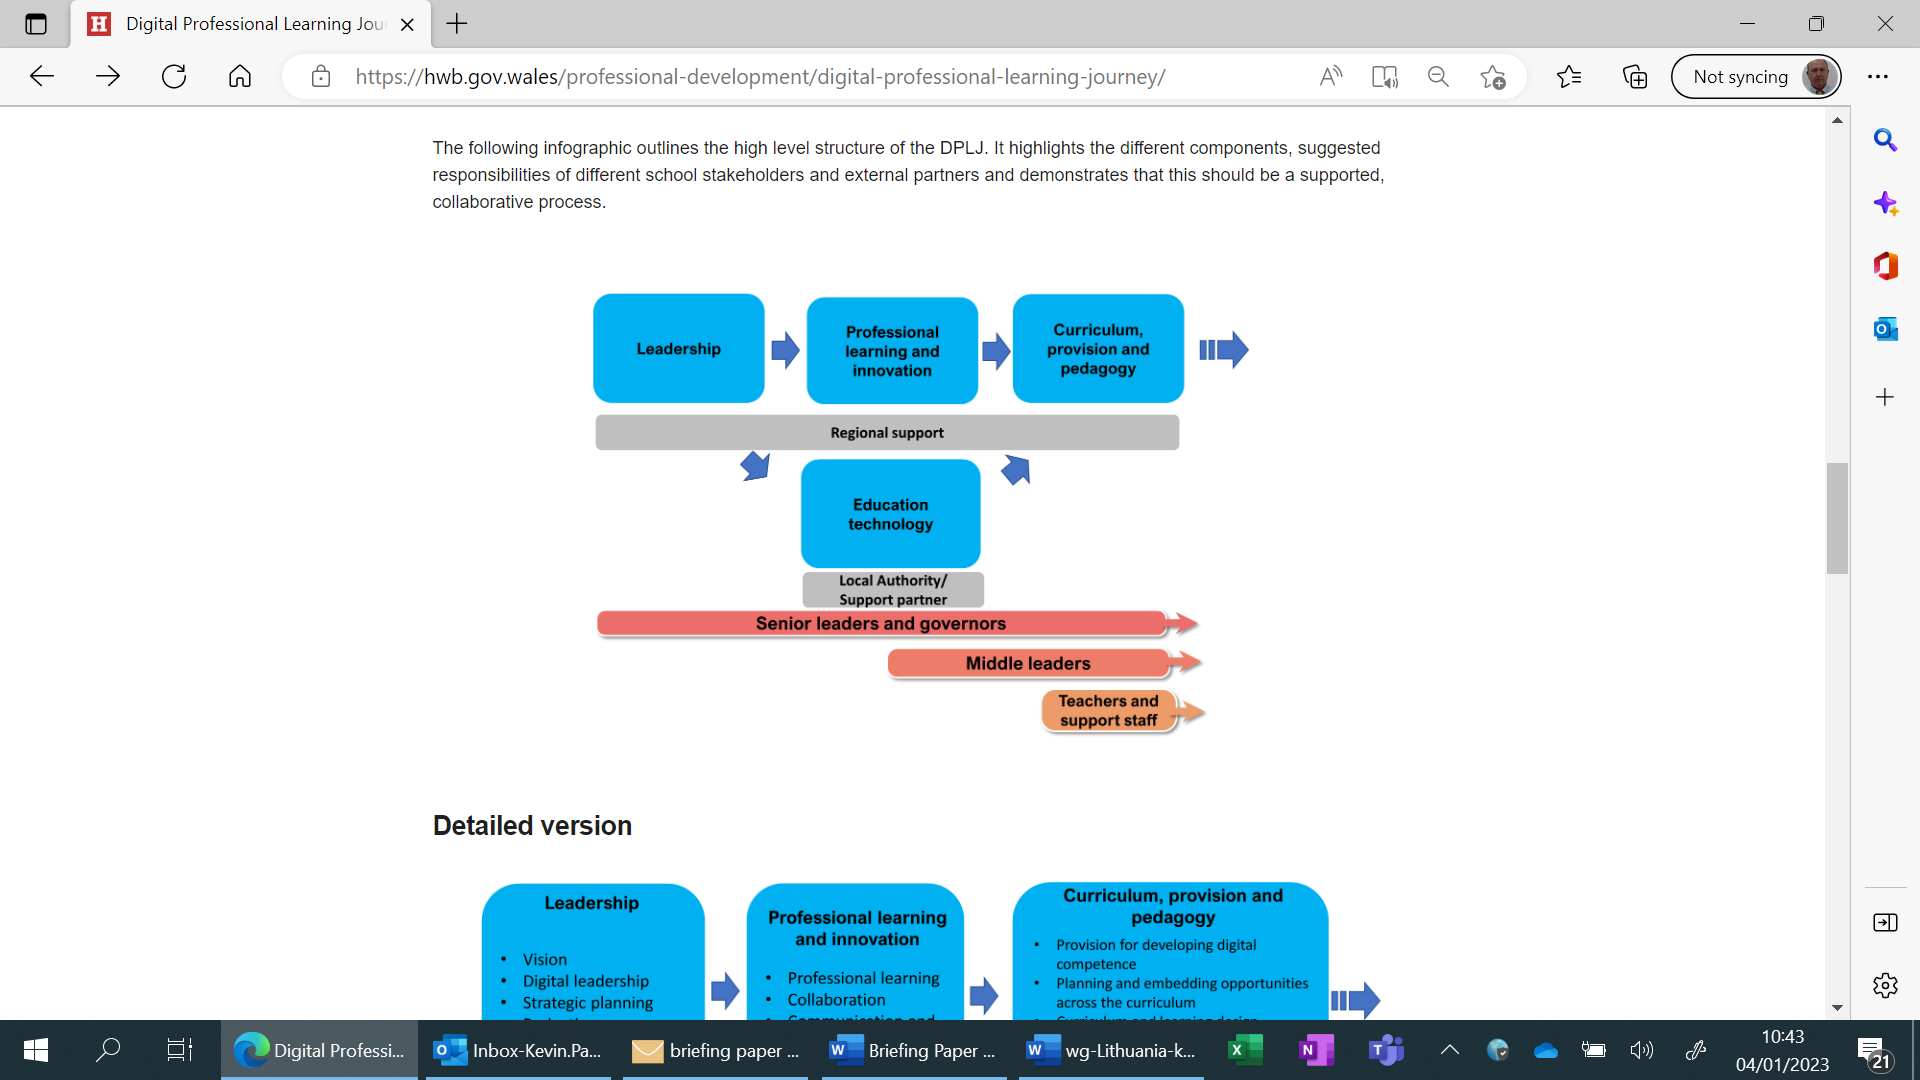 Digital Professional Learning Jou
https://hwb.gov.wales/professional-development/digital-professional-learning-journey/
Not syncing
The following infographic outlines the high level structure of the DPLJ. It highlights the different components, suggested
responsibilities of different school stakeholders and external partners and demonstrates that this should be a supported,
collaborative process.
Leadership
Professional
learning and
innovation
Curriculum,
provision and
pedagogy
Regional support
Education
technology
Local Authority/
Support partner
Senior leaders and governors
Middle leaders
Teachers and
support staff
Detailed version
Leadership
• Vision
• Digital leadership
• Strategic planning
Professional learning
and innovation
• Professional learning
• Collaboration
• Communication and
Curriculum, provision and
pedagogy
• Provision for developing digital
competence
• Planning and embedding opportunities
across the curriculum
• Curriculum and learning design
Digital Professi...
Inbox-Kevin.Pa...
briefing paper ...
Briefing Paper ...
wg-Lithuania-k...
10:43
04/01/2023
21